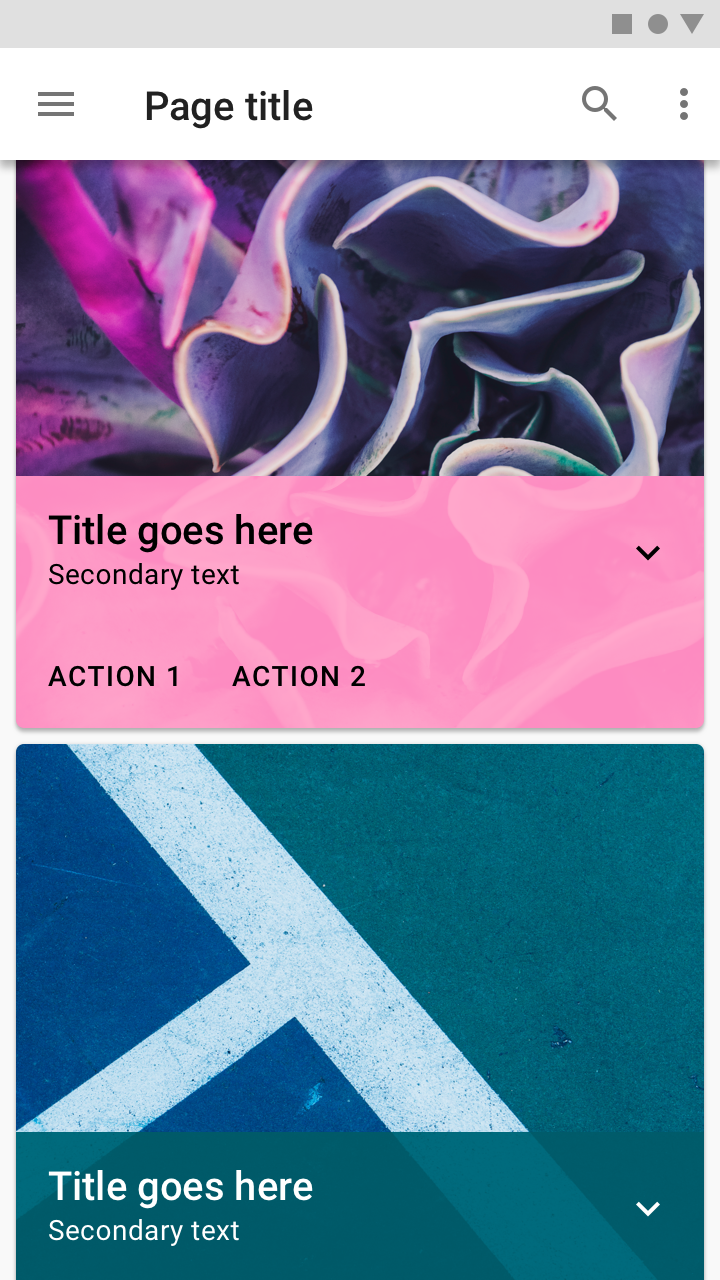 Page title
Title goes here
Secondary text
ACTION 1 ACTION 2
Title goes here
Secondary text